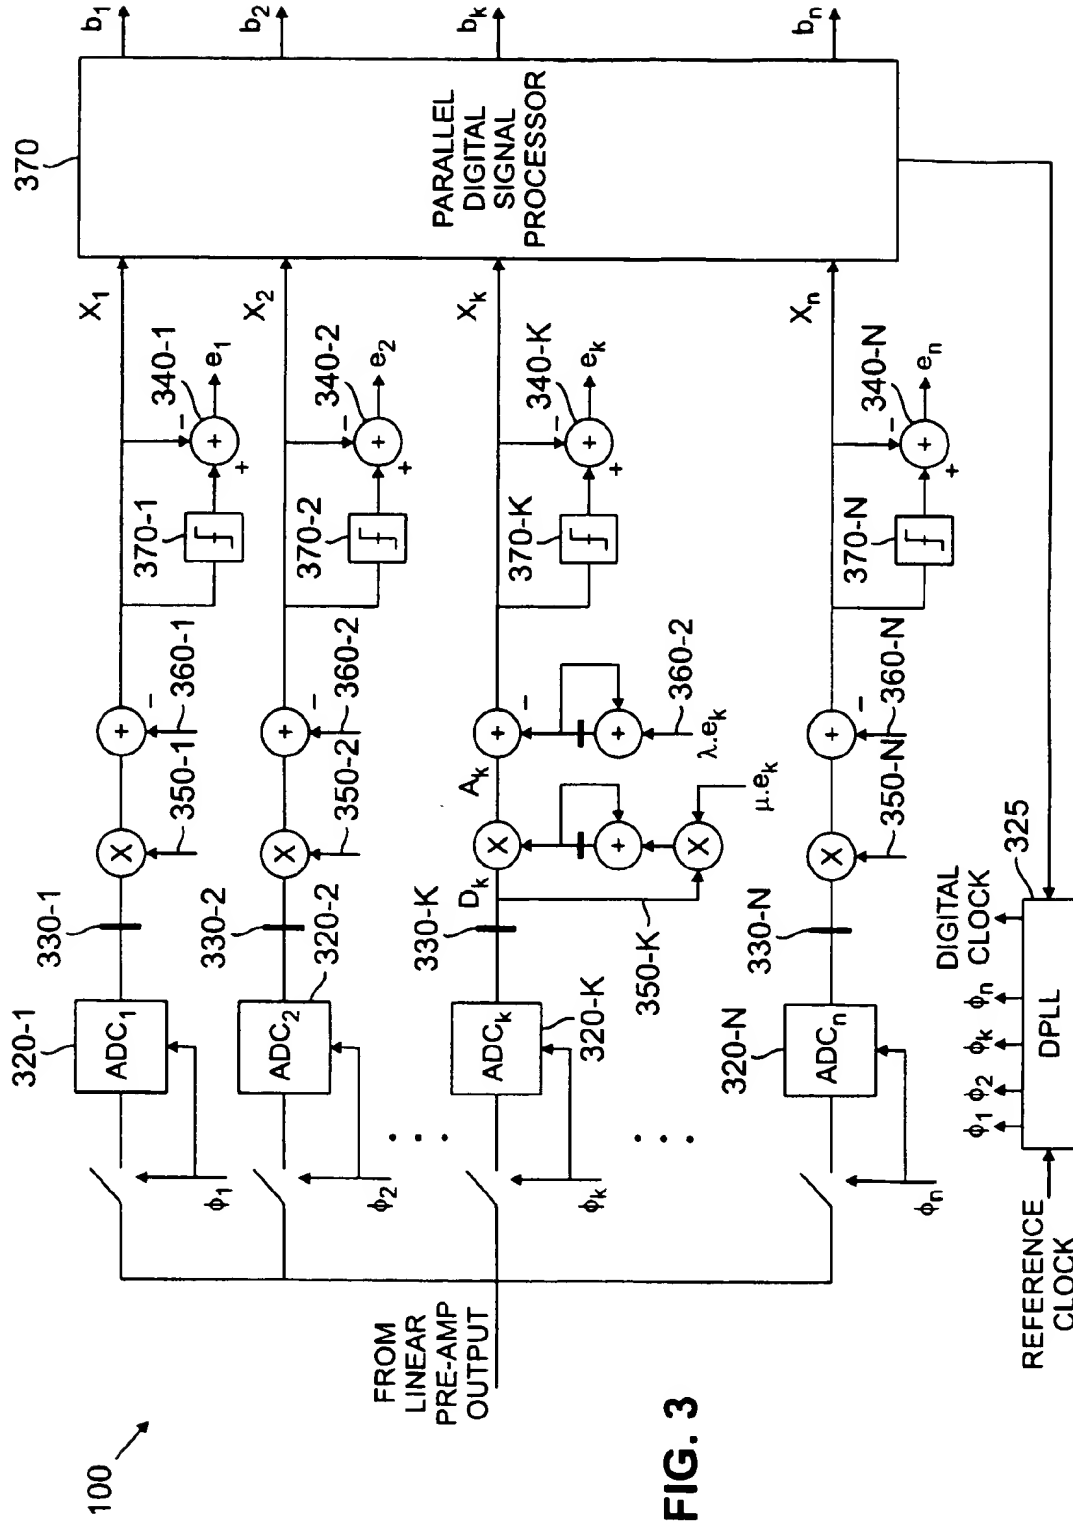 100
FROM
LINEAR
PRE-AMP
OUTPUT
ϕ1
320-1
ADC1
330-1
X
350-1
+
360-1
−
370-1
340-1
−
+
+
e1
X1
ϕ2
ADC2
320-2
330-2
X
350-2
+
360-2
−
370-2
340-2
−
+
+
e2
X2
. . .
ϕk
ADCk
320-K
330-K
Dk
350-K
X
X
+
μ.ek
Ak
+
−
+
360-2
λ.ek
370-K
340-K
−
+
+
ek
Xk
. . .
ϕn
320-N
ADCn
330-N
X
350-N
+
360-N
−
370-N
340-N
−
+
+
en
Xn
370
PARALLEL
DIGITAL
SIGNAL
PROCESSOR
b1
b2
bk
bn
REFERENCE
CLOCK
DPLL
325
ϕ1 ϕ2 ϕk ϕn
DIGITAL
CLOCK
FIG. 3